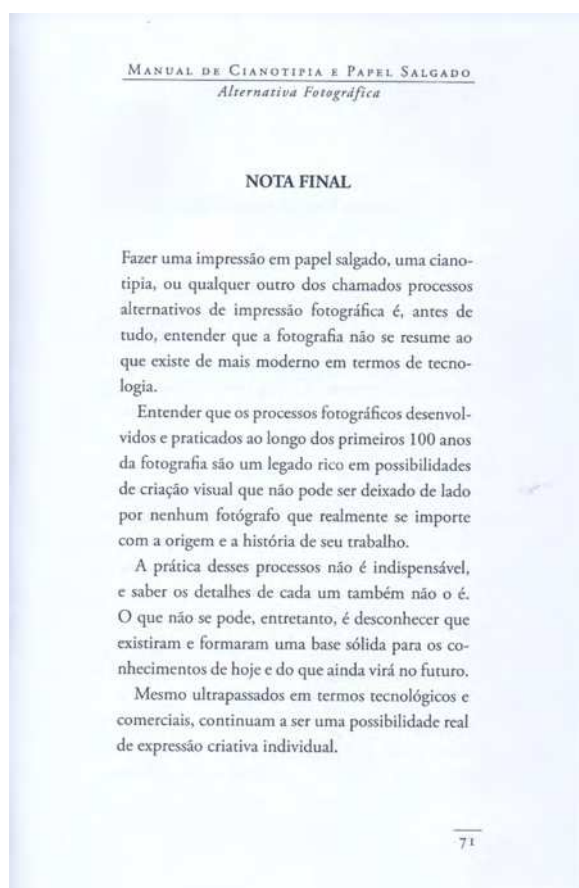 MANUAL DE CIANOTIPIA E PAPEL SALGADO
Alternativa Fotográfica
NOTA FINAL
Fazer uma impressão em papel salgado, uma ciano-
tipia, ou qualquer outro dos chamados processos
alternativos de impressão fotográfica é, antes de
tudo, entender que a fotografia não se resume ao
que existe de mais moderno em termos de tecno-
logia.
Entender que os processos fotográficos desenvol-
vidos e praticados ao longo dos primeiros 100 anos
da fotografia são um legado rico em possibilidades
de criação visual que não pode ser deixado de lado
por nenhum fotógrafo que realmente se importe
com a origem e a história de seu trabalho.
A prática desses processos não é indispensável,
e saber os detalhes de cada um também não o é.
O que não se pode, entretanto, é desconhecer que
existiram e formaram uma base sólida para os co-
nhecimentos de hoje e do que ainda virá no futuro.
Mesmo ultrapassados em termos tecnológicos e
comerciais, continuam a ser uma possibilidade real
de expressão criativa individual.
71